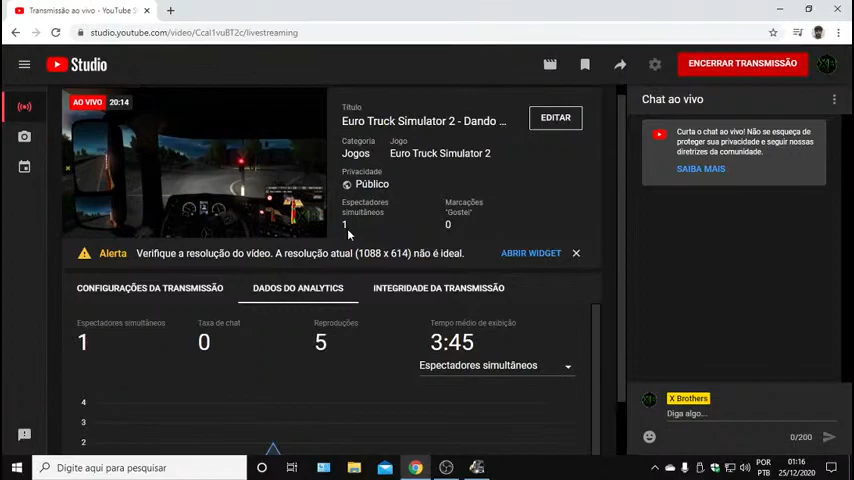 Transmissão ao vivo - YouTube S
studio.youtube.com/video/Ccal1vuBT2c/livestreaming
Studio
ENCERRAR TRANSMISSÃO
AO VIVO 20:14
Título
Euro Truck Simulator 2 - Dando ...
EDITAR
Categoria Jogo
Jogos Euro Truck Simulator 2
Privacidade
Público
Espectadores simultâneos
Marcações "Gostei"
1 0
Alerta Verifique a resolução do vídeo. A resolução atual (1088 x 614) não é ideal. ABRIR WIDGET
CONFIGURAÇÕES DA TRANSMISSÃO DADOS DO ANALYTICS INTEGRIDADE DA TRANSMISSÃO
Espectadores simultâneos Taxa de chat Reproduções Tempo médio de exibição
1 0 5 3:45
Espectadores simultâneos
4
3
2
Chat ao vivo
Curta o chat ao vivo! Não se esqueça de
proteger sua privacidade e seguir nossas
diretrizes da comunidade.
SAIBA MAIS
X Brothers
Diga algo...
0/200
Digite aqui para pesquisar
POR 01:16
PTB 25/12/2020